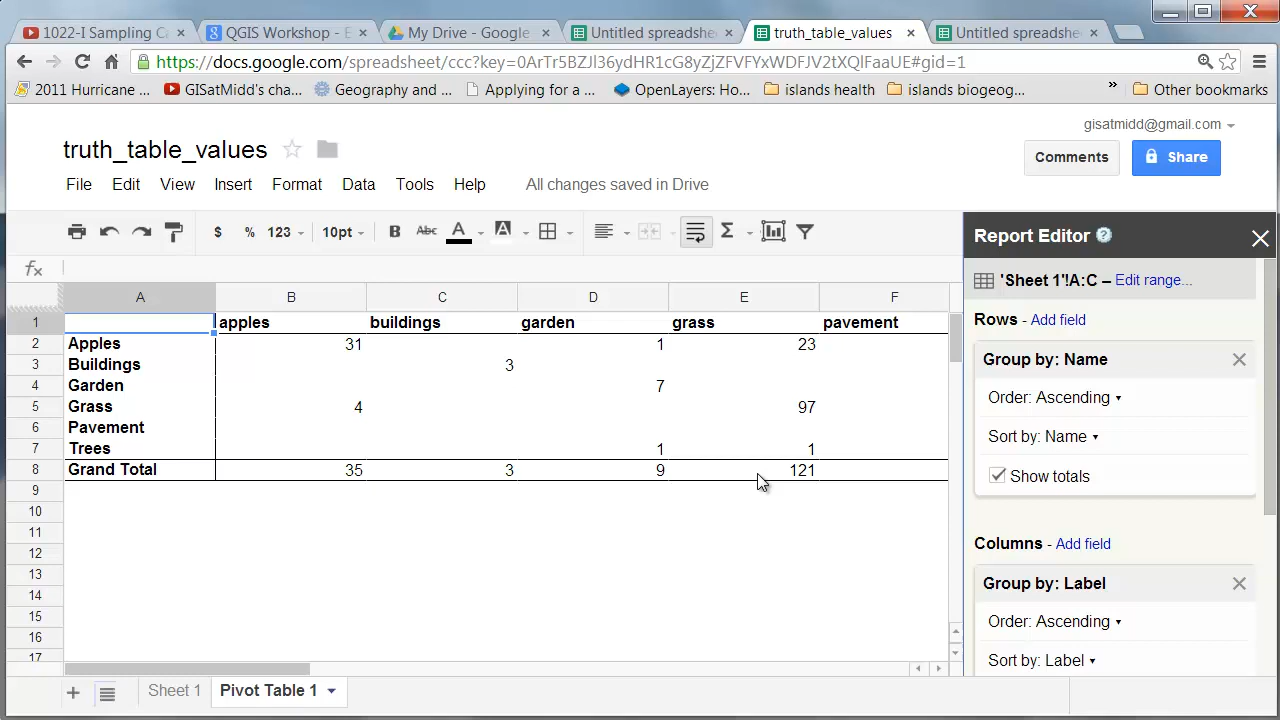 1022-I Sampling Ca
QGIS Workshop - E
My Drive - Google
Untitled spreadshe
truth_table_values
Untitled spreadshe
https://docs.google.com/spreadsheet/ccc?key=0ArTr5BZJl36ydHR1cG8yZjZFVFYxWDFJV2tXQlFaaUE#gid=1
2011 Hurricane ...
GISatMidd's cha...
Geography and ...
Applying for a ...
OpenLayers: Ho...
islands health
islands biogeog...
»
Other bookmarks
gisatmidd@gmail.com
truth_table_values
Comments
Share
File Edit View Insert Format Data Tools Help All changes saved in Drive
$ % 123 10pt B Abc A A Σ
fx
A B C D E F
1 apples buildings garden grass pavement
2 Apples 31 1 23
3 Buildings 3
4 Garden 7
5 Grass 4 97
6 Pavement
7 Trees 1 1
8 Grand Total 35 3 9 121
9
10
11
12
13
14
15
16
17
Report Editor ?
'Sheet 1'!A:C – Edit range...
Rows - Add field
Group by: Name
Order: Ascending
Sort by: Name
Show totals
Columns - Add field
Group by: Label
Order: Ascending
Sort by: Label
Sheet 1
Pivot Table 1